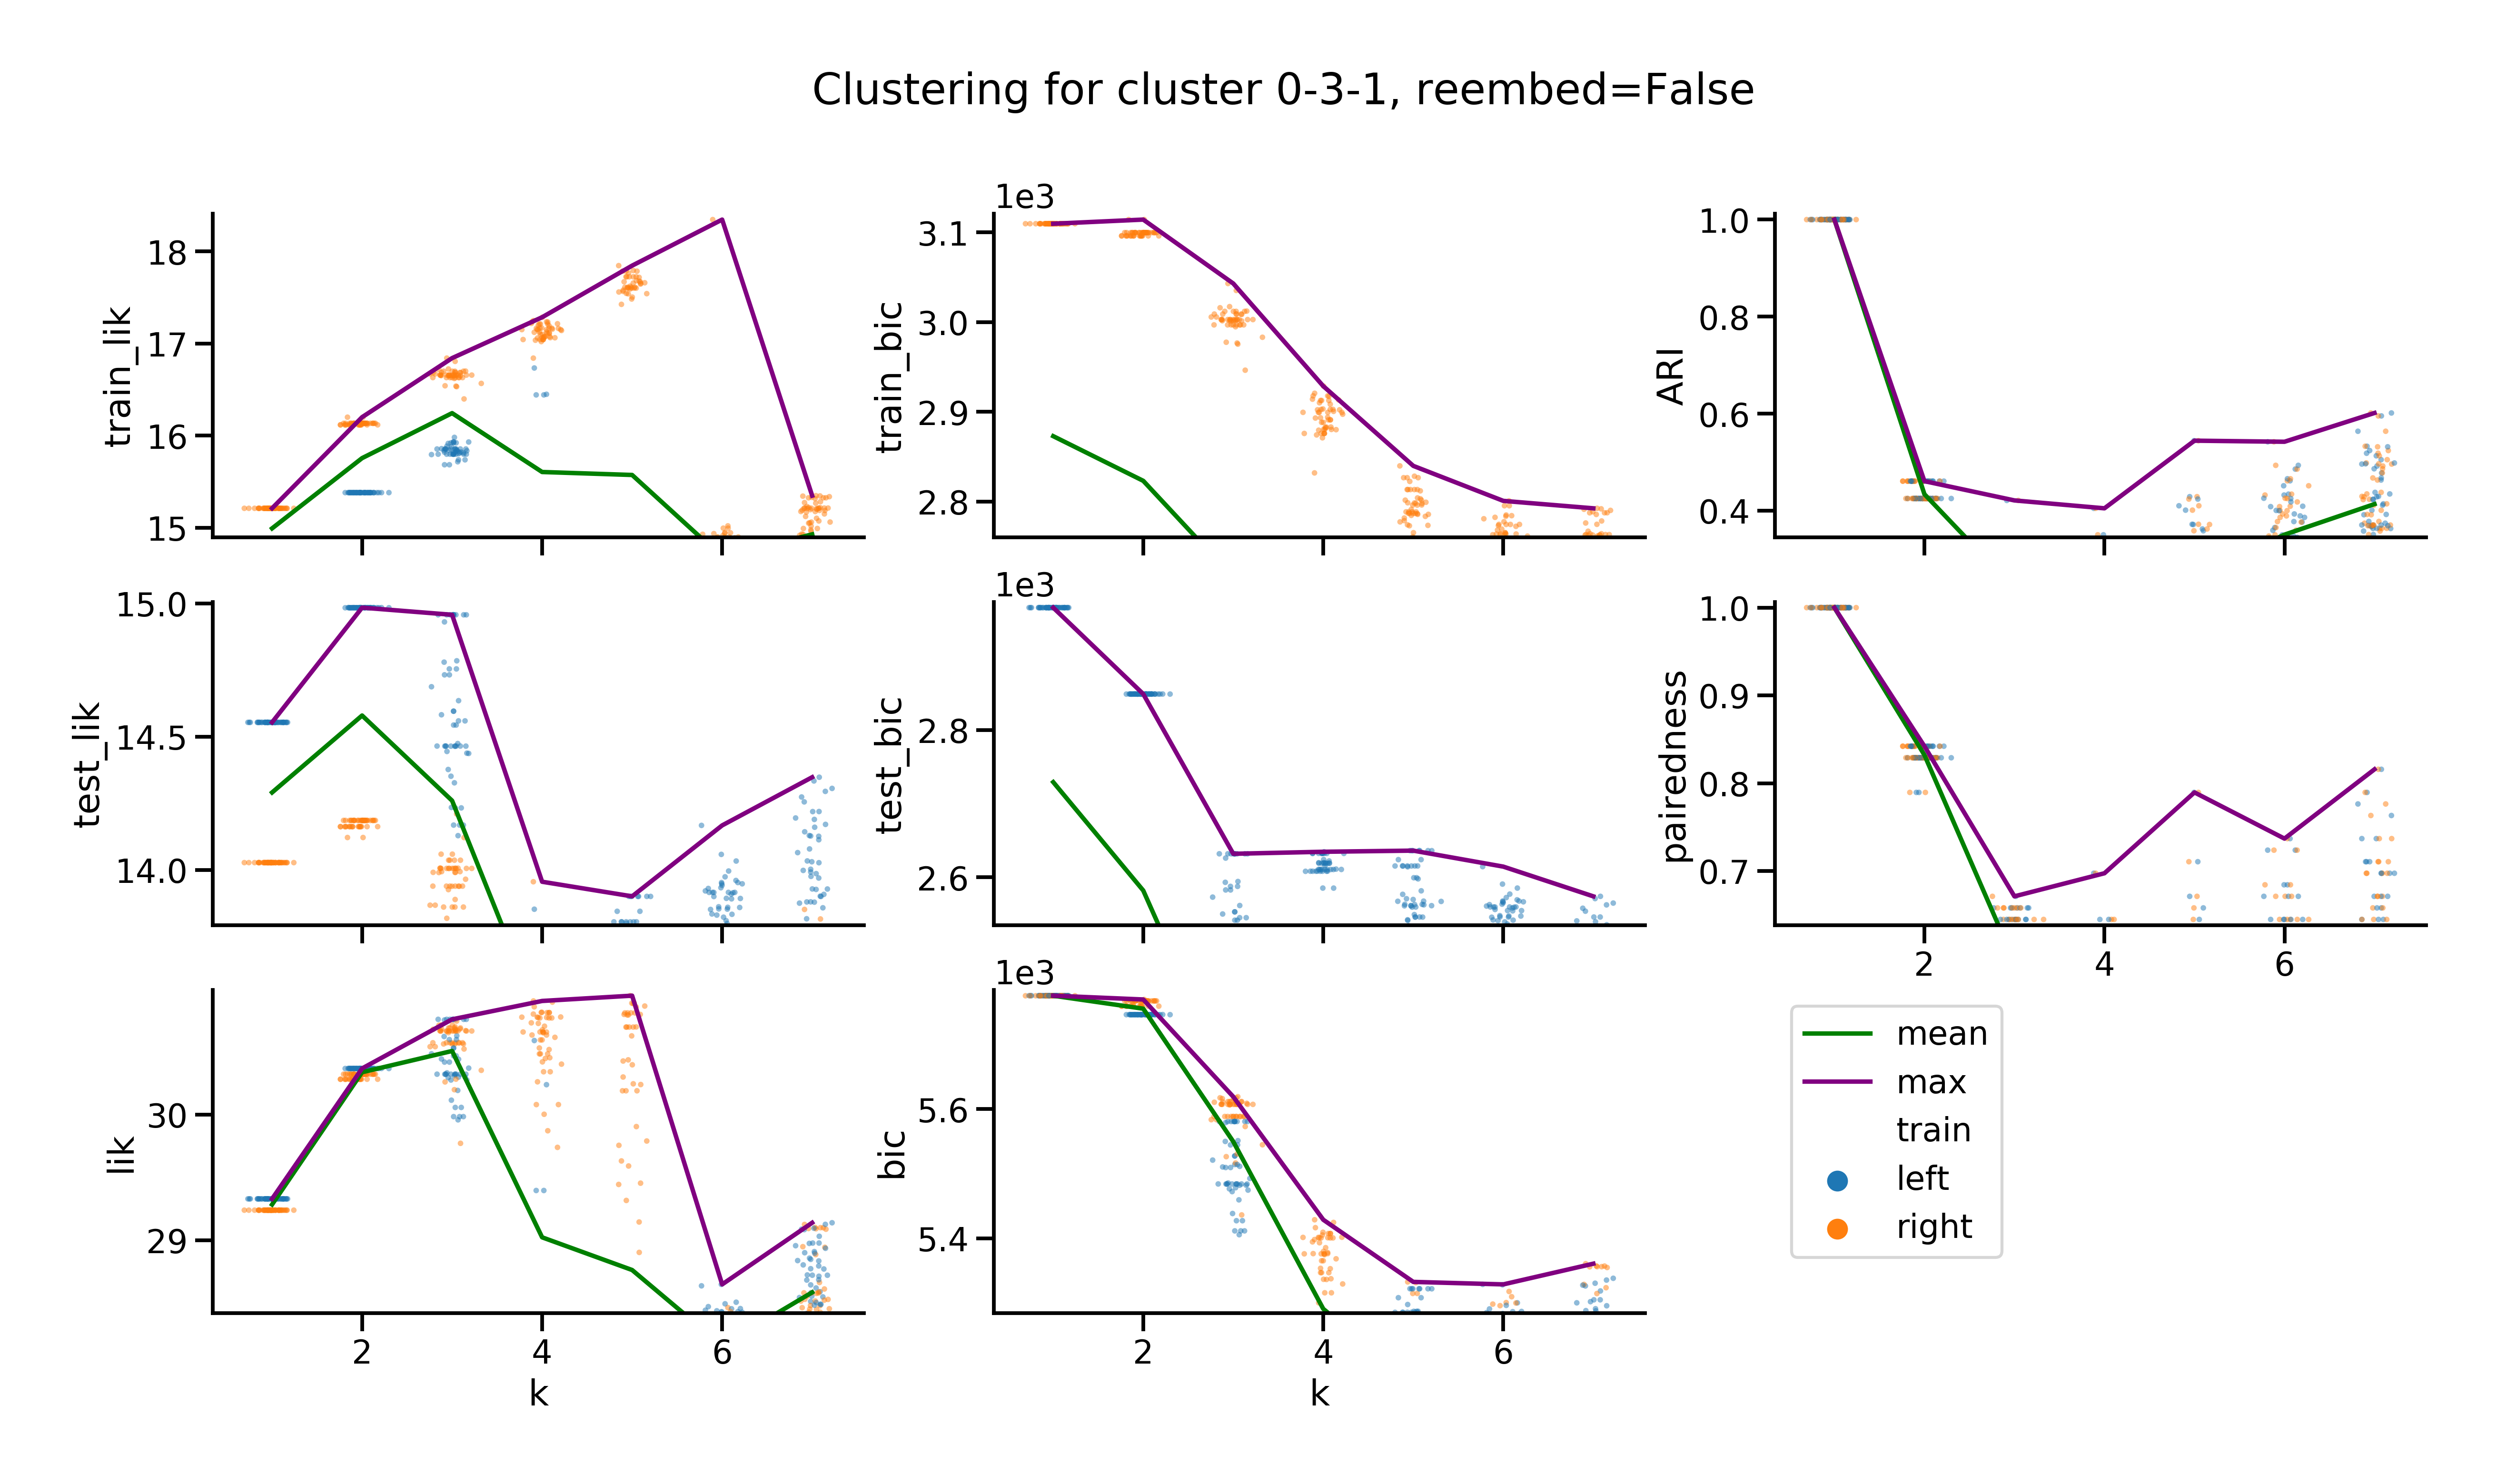 Clustering for cluster 0-3-1, reembed=False
train_lik
18
17
16
15
1e3
train_bic
3.1
3.0
2.9
2.8
ARI
1.0
0.8
0.6
0.4
test_lik
15.0
14.5
14.0
1e3
test_bic
2.8
2.6
pairedness
1.0
0.9
0.8
0.7
2
4
6
lik
30
29
2
4
6
k
1e3
bic
5.6
5.4
2
4
6
k
mean
max
train
left
right